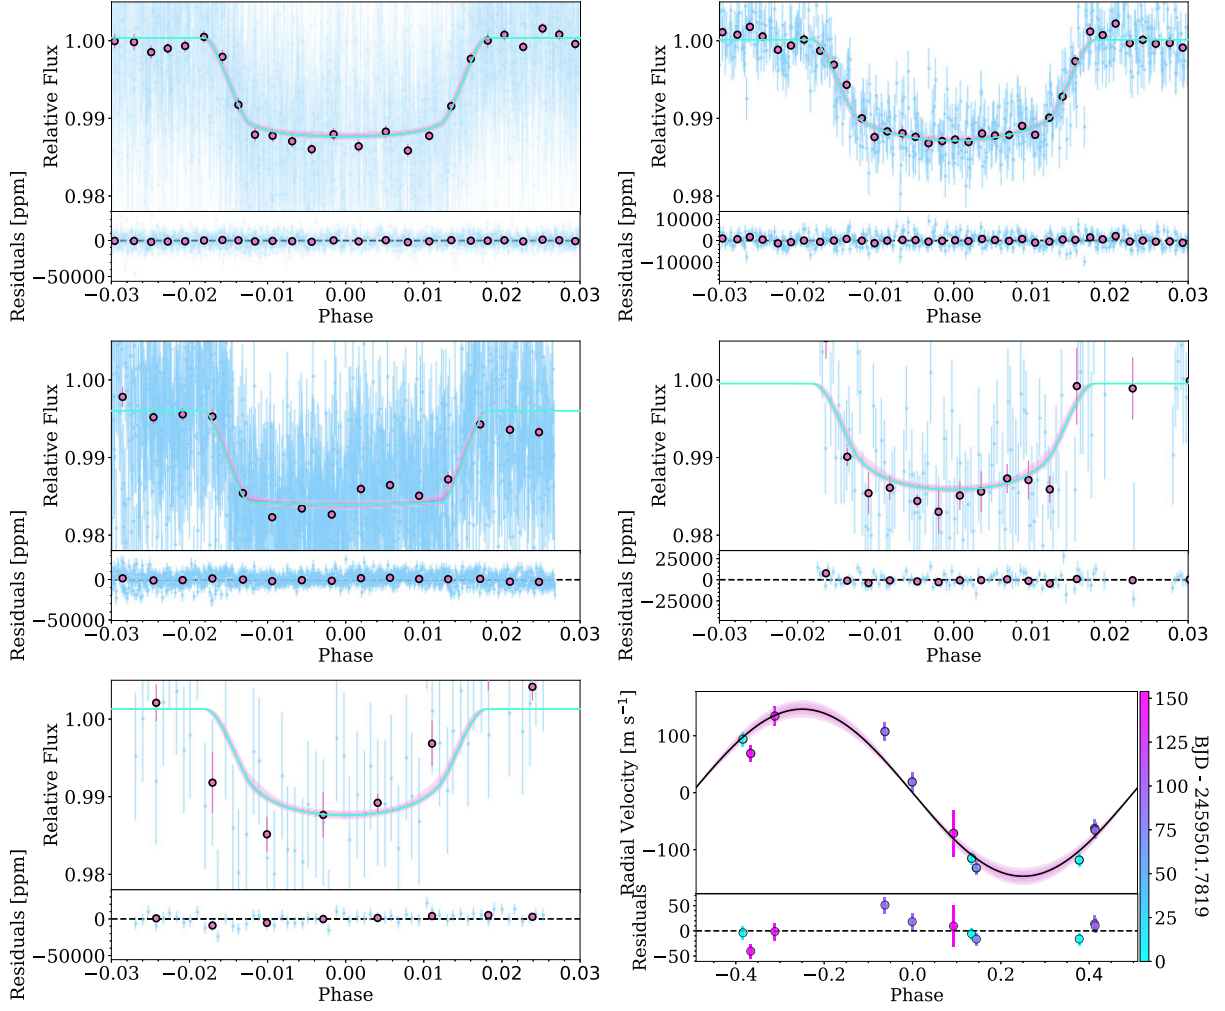 1.00
0.99
0.98
Relative Flux
0
−50000
Residuals [ppm]
−0.03 −0.02 −0.01 0.00 0.01 0.02 0.03
Phase
1.00
0.99
0.98
Relative Flux
10000
0
−10000
Residuals [ppm]
−0.03 −0.02 −0.01 0.00 0.01 0.02 0.03
Phase
1.00
0.99
0.98
Relative Flux
0
−50000
Residuals [ppm]
−0.03 −0.02 −0.01 0.00 0.01 0.02 0.03
Phase
1.00
0.99
0.98
Relative Flux
25000
0
−25000
Residuals [ppm]
−0.03 −0.02 −0.01 0.00 0.01 0.02 0.03
Phase
1.00
0.99
0.98
Relative Flux
0
−50000
Residuals [ppm]
−0.03 −0.02 −0.01 0.00 0.01 0.02 0.03
Phase
100
0
−100
Radial Velocity [m s⁻¹]
50
0
−50
Residuals
−0.4 −0.2 0.0 0.2 0.4
Phase
150
125
100
75
50
25
0
BJD - 2459501.7819